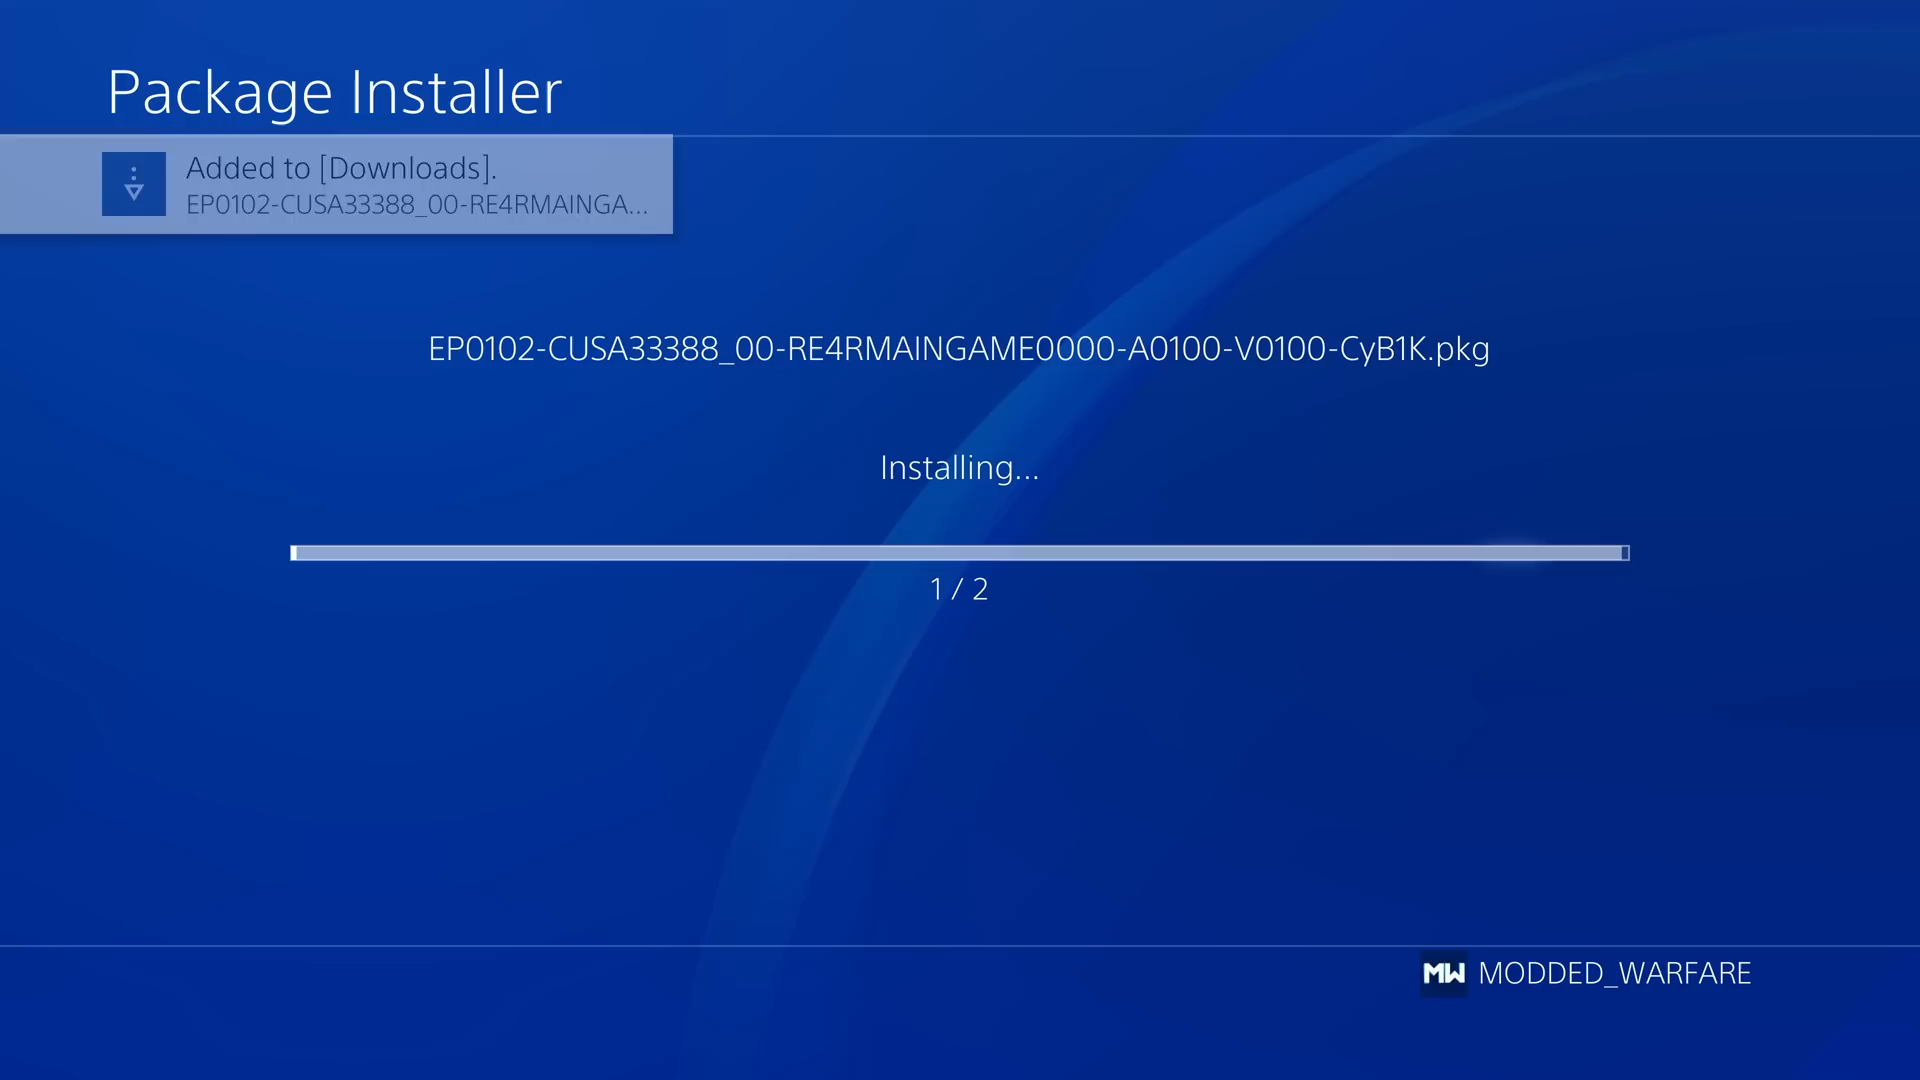 Package Installer
Added to [Downloads].
EP0102-CUSA33388_00-RE4RMAINGA...
EP0102-CUSA33388_00-RE4RMAINGAME0000-A0100-V0100-CyB1K.pkg
Installing...
1 / 2
MW MODDED_WARFARE